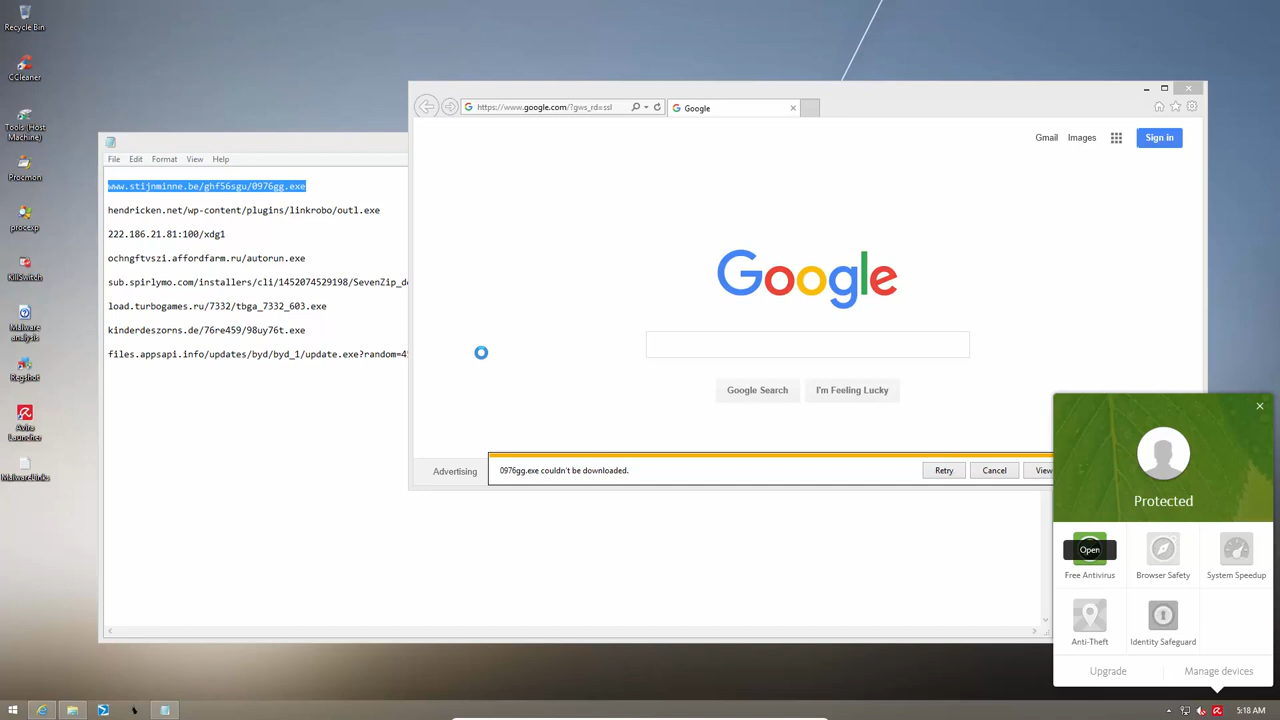 Recycle Bin
CCleaner
Tools (Host Machine)
Procmon
procexp
KillSwitch
Malware analysis
Regshot
Avira Launcher
MalwareLinks
File Edit Format View Help
www.stijnminne.be/ghf56sgu/0976gg.exe
hendricken.net/wp-content/plugins/linkrobo/outl.exe
222.186.21.81:100/xdg1
ochngftvszi.affordfarm.ru/autorun.exe
sub.spirlymo.com/installers/cli/1452074529198/SevenZip_de
load.turbogames.ru/7332/tbga_7332_603.exe
kinderdeszorns.de/76re459/98uy76t.exe
files.appsapi.info/updates/byd/byd_1/update.exe?random=45
https://www.google.com/?gws_rd=ssl
Google
Gmail Images Sign in
Google
Google Search I'm Feeling Lucky
Advertising
0976gg.exe couldn't be downloaded. Retry Cancel View
Protected
Open
Free Antivirus Browser Safety System Speedup
Anti-Theft Identity Safeguard
Upgrade Manage devices
5:18 AM